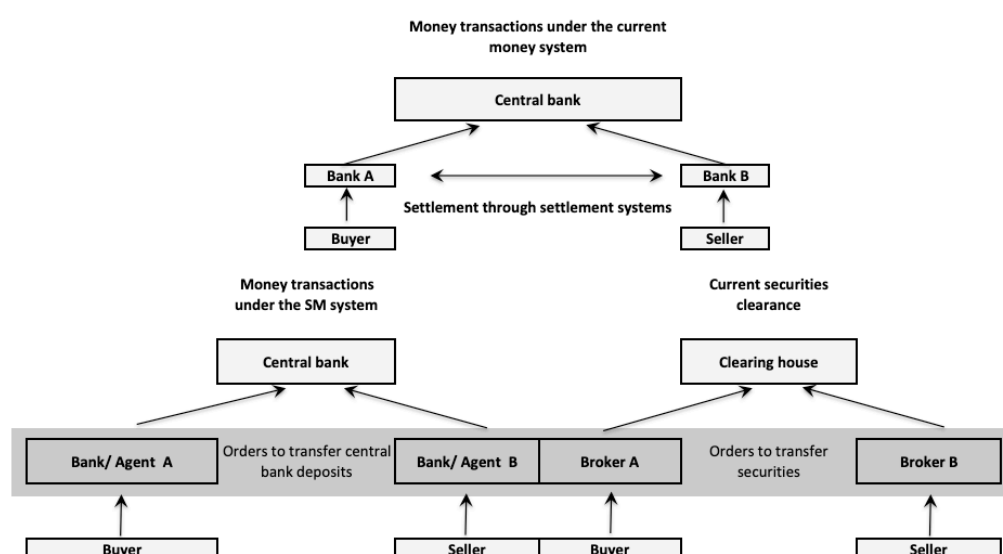 Money transactions under the current
money system
Central bank
Bank A
Bank B
Settlement through settlement systems
Buyer
Seller
Money transactions
under the SM system
Current securities
clearance
Central bank
Clearing house
Bank/ Agent  A
Orders to transfer central
bank deposits
Bank/ Agent  B
Broker A
Orders to transfer
securities
Broker B
Buyer
Seller
Buyer
Seller